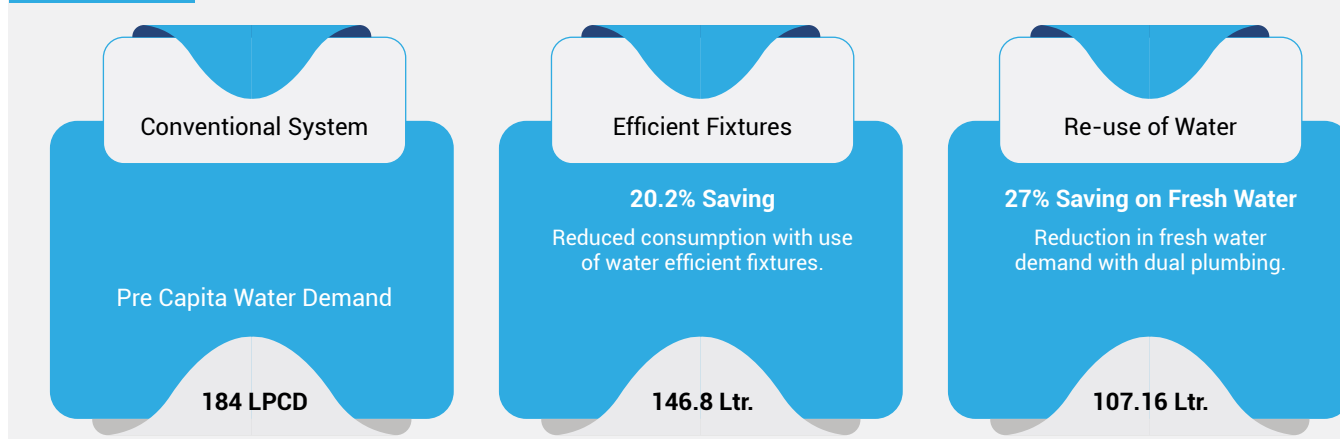 Conventional System
Pre Capita Water Demand
184 LPCD
Efficient Fixtures
20.2% Saving
Reduced consumption with use
of water efficient fixtures.
146.8 Ltr.
Re-use of Water
27% Saving on Fresh Water
Reduction in fresh water
demand with dual plumbing.
107.16 Ltr.